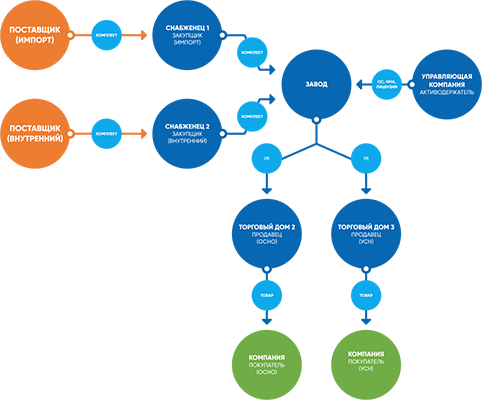 ПОСТАВЩИК
(ИМПОРТ)
КОМПЛЕКТ
СНАБЖЕНЕЦ 1
ЗАКУПЩИК
(ИМПОРТ)
КОМПЛЕКТ
ПОСТАВЩИК
(ВНУТРЕННИЙ)
КОМПЛЕКТ
СНАБЖЕНЕЦ 2
ЗАКУПЩИК
(ВНУТРЕННИЙ)
КОМПЛЕКТ
ЗАВОД
ОС, НМА,
ЛИЦЕНЗИИ
УПРАВЛЯЮЩАЯ
КОМПАНИЯ
АКТИВОДЕРЖАТЕЛЬ
ГП
ГП
ТОРГОВЫЙ ДОМ 2
ПРОДАВЕЦ
(ОСНО)
ТОРГОВЫЙ ДОМ 3
ПРОДАВЕЦ
(УСН)
ТОВАР
ТОВАР
КОМПАНИЯ
ПОКУПАТЕЛЬ
(ОСНО)
КОМПАНИЯ
ПОКУПАТЕЛЬ
(УСН)